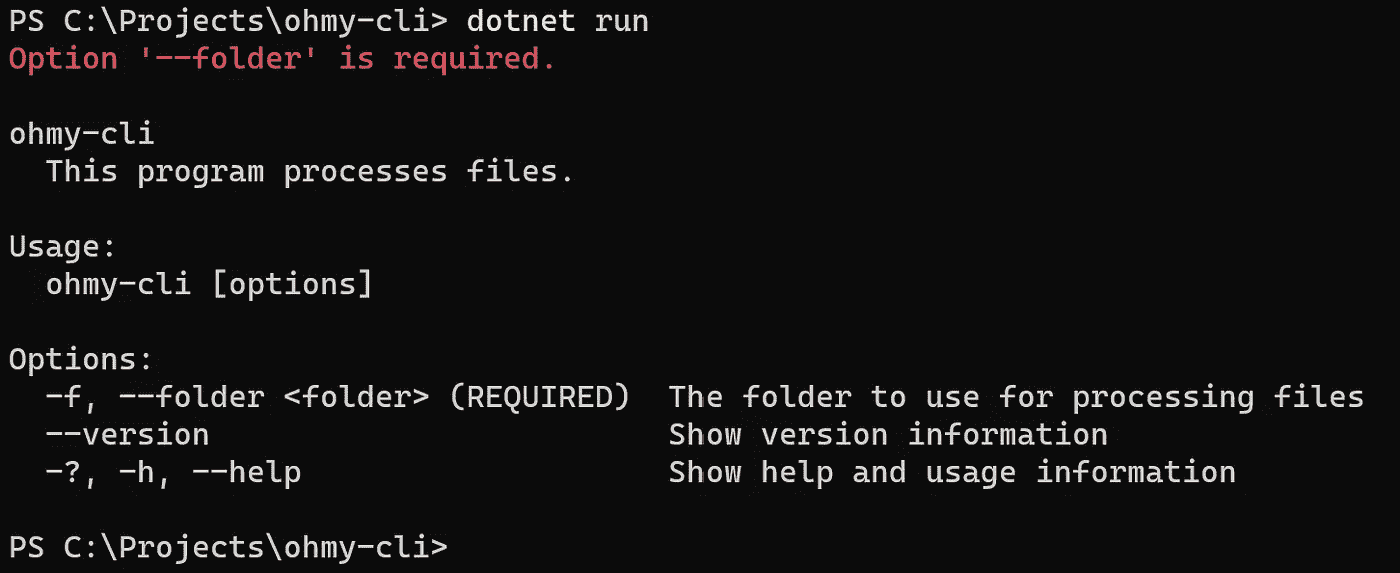 PS C:\Projects\ohmy-cli> dotnet run
Option '--folder' is required.
ohmy-cli
This program processes files.
Usage:
ohmy-cli [options]
Options:
-f, --folder <folder> (REQUIRED)  The folder to use for processing files
--version                         Show version information
-?, -h, --help                    Show help and usage information
PS C:\Projects\ohmy-cli>